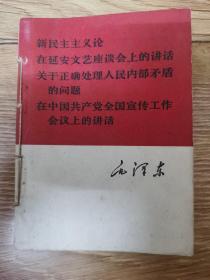 新民主主义论
在延安文艺座谈会上的讲话
关于正确处理人民内部矛盾
的问题
在中国共产党全国宣传工作
会议上的讲话
毛泽东